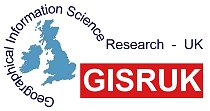 Geographical Information Science
Research - UK
GISRUK